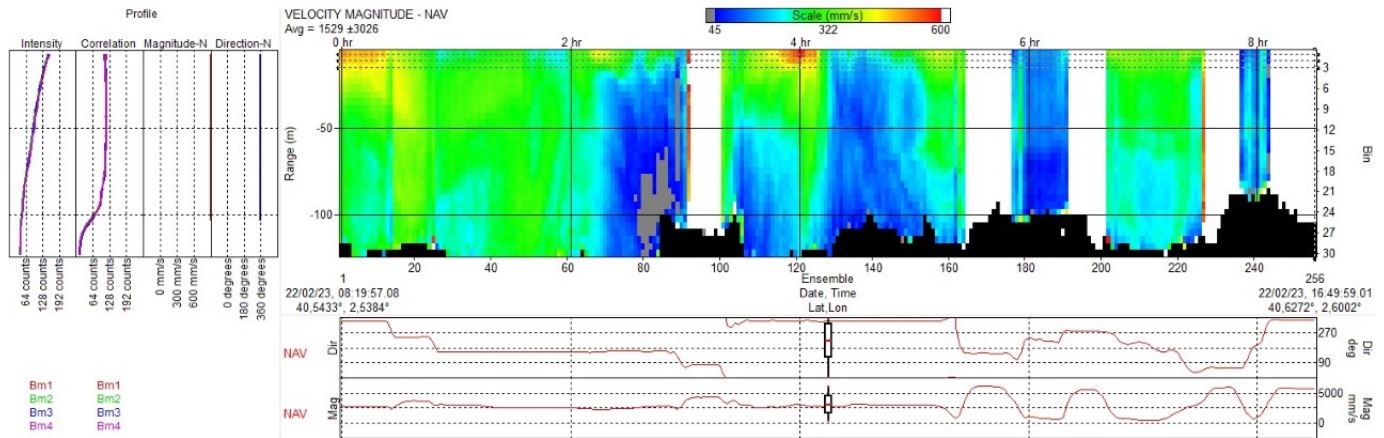 Profile
Intensity Correlation Magnitude-N Direction-N
64 counts
128 counts
192 counts
64 counts
128 counts
192 counts
0 mm/s
300 mm/s
600 mm/s
0 degrees
180 degrees
360 degrees
Bm1 Bm1
Bm2 Bm2
Bm3 Bm3
Bm4 Bm4
VELOCITY MAGNITUDE - NAV
Avg = 1529 ±3026
Scale (mm/s)
45 322 600
0 hr 2 hr 4 hr 6 hr 8 hr
Range (m)
-50
-100
3
6
9
12
15
18
21
24
27
30
Bin
1 20 40 60 80 100 121 140 160 180 200 220 240 256
Ensemble
22/02/23, 08:19:57.08 Date, Time 22/02/23, 16:49:59.01
40,5433°, 2,5384° Lat,Lon 40,6272°, 2,6002°
NAV Dir 270 90 Dir deg
NAV Mag 5000 0 Mag mm/s